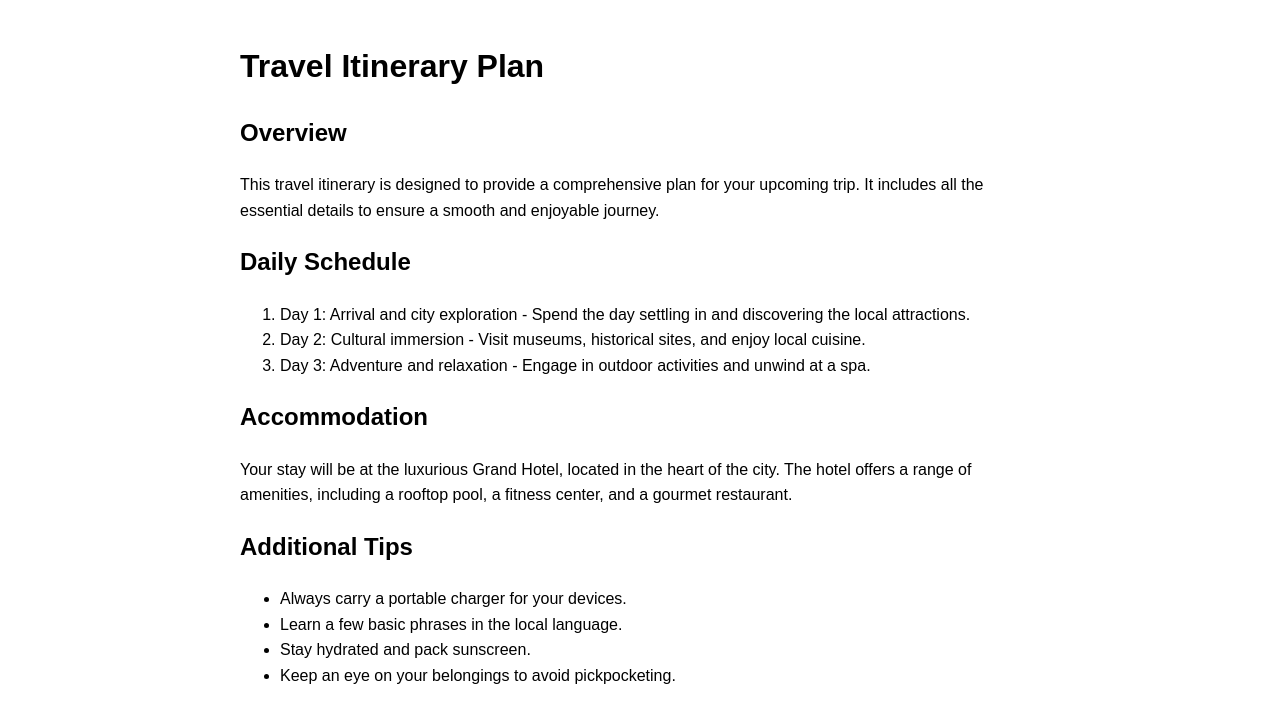 Travel Itinerary Plan
Overview
This travel itinerary is designed to provide a comprehensive plan for your upcoming trip. It includes all the
essential details to ensure a smooth and enjoyable journey.
Daily Schedule
1. Day 1: Arrival and city exploration - Spend the day settling in and discovering the local attractions.
2. Day 2: Cultural immersion - Visit museums, historical sites, and enjoy local cuisine.
3. Day 3: Adventure and relaxation - Engage in outdoor activities and unwind at a spa.
Accommodation
Your stay will be at the luxurious Grand Hotel, located in the heart of the city. The hotel offers a range of
amenities, including a rooftop pool, a fitness center, and a gourmet restaurant.
Additional Tips
• Always carry a portable charger for your devices.
• Learn a few basic phrases in the local language.
• Stay hydrated and pack sunscreen.
• Keep an eye on your belongings to avoid pickpocketing.